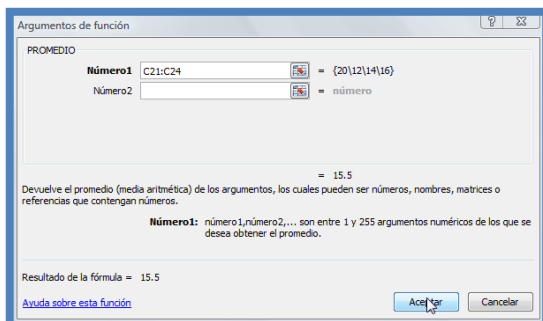 Argumentos de función
PROMEDIO
Número1 C21:C24 = {20\12\14\16}
Número2 = número
= 15.5
Devuelve el promedio (media aritmética) de los argumentos, los cuales pueden ser números, nombres, matrices o
referencias que contengan números.
Número1: número1,número2,... son entre 1 y 255 argumentos numéricos de los que se
desea obtener el promedio.
Resultado de la fórmula = 15.5
Ayuda sobre esta función
Aceptar
Cancelar